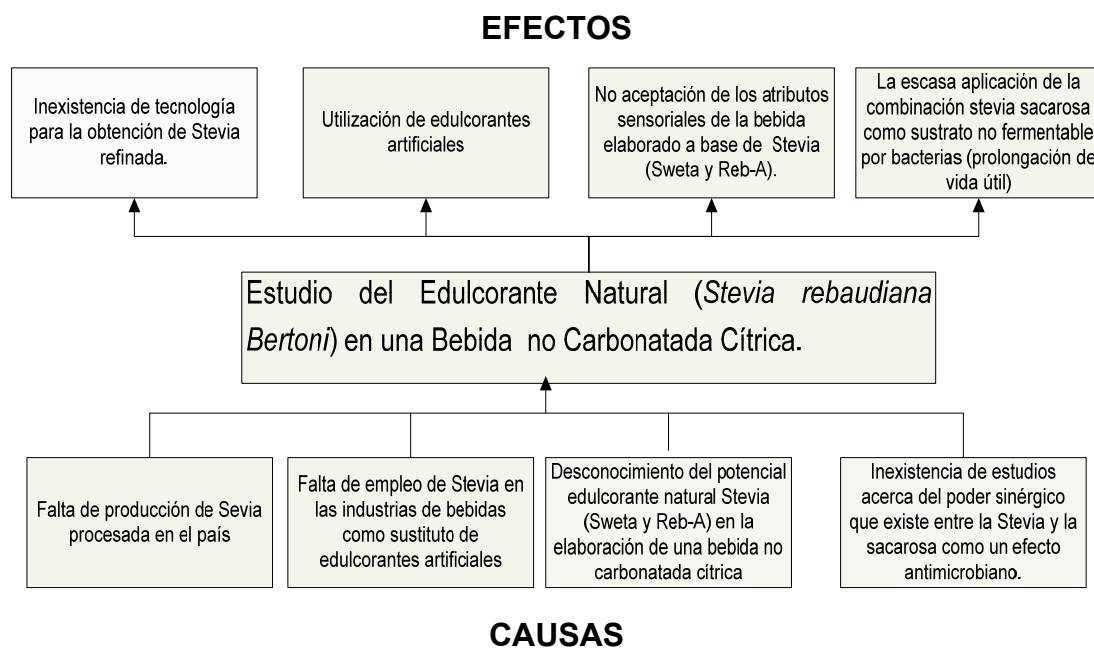 EFECTOS
Inexistencia de tecnología
para la obtención de Stevia
refinada.
Utilización de edulcorantes
artificiales
No aceptación de los atributos
sensoriales de la bebida
elaborado a base de Stevia
(Sweta y Reb-A).
La escasa aplicación de la
combinación stevia sacarosa
como sustrato no fermentable
por bacterias (prolongación de
vida útil)
Estudio del Edulcorante Natural (Stevia rebaudiana
Bertoni) en una Bebida no Carbonatada Cítrica.
Falta de producción de Sevia
procesada en el país
Falta de empleo de Stevia en
las industrias de bebidas
como sustituto de
edulcorantes artificiales
Desconocimiento del potencial
edulcorante natural Stevia
(Sweta y Reb-A) en la
elaboración de una bebida no
carbonatada cítrica
Inexistencia de estudios
acerca del poder sinérgico
que existe entre la Stevia y la
sacarosa como un efecto
antimicrobiano.
CAUSAS